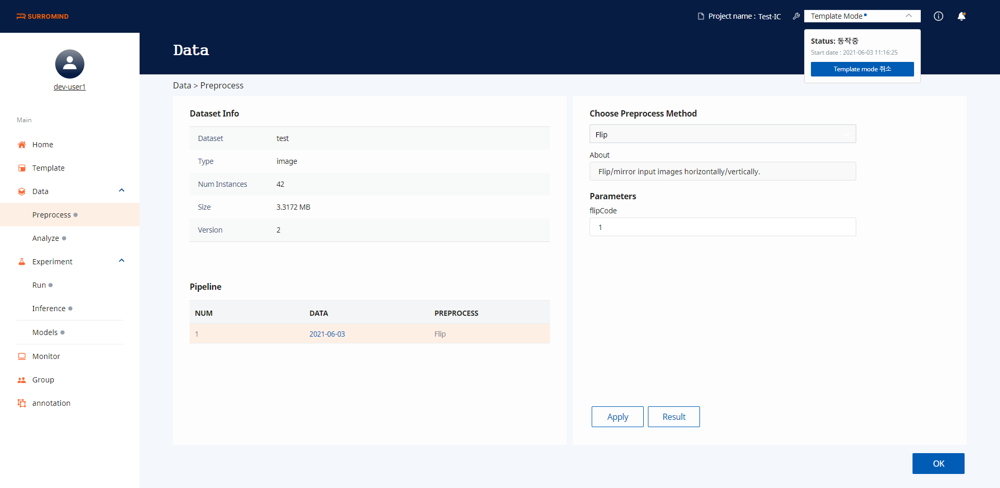 SURROMIND
Project name : Test-IC
Template Mode
Status: 동작중
Start date : 2021-06-03 11:16:25
Template mode 취소
dev-user1
Main
Home
Template
Data
Preprocess
Analyze
Experiment
Run
Inference
Models
Monitor
Group
annotation
Data
Data > Preprocess
Dataset Info
Dataset test
Type image
Num Instances 42
Size 3.3172 MB
Version 2
Pipeline
NUM DATA PREPROCESS
1 2021-06-03 Flip
Choose Preprocess Method
Flip
About
Flip/mirror input images horizontally/vertically.
Parameters
flipCode
1
Apply Result
OK